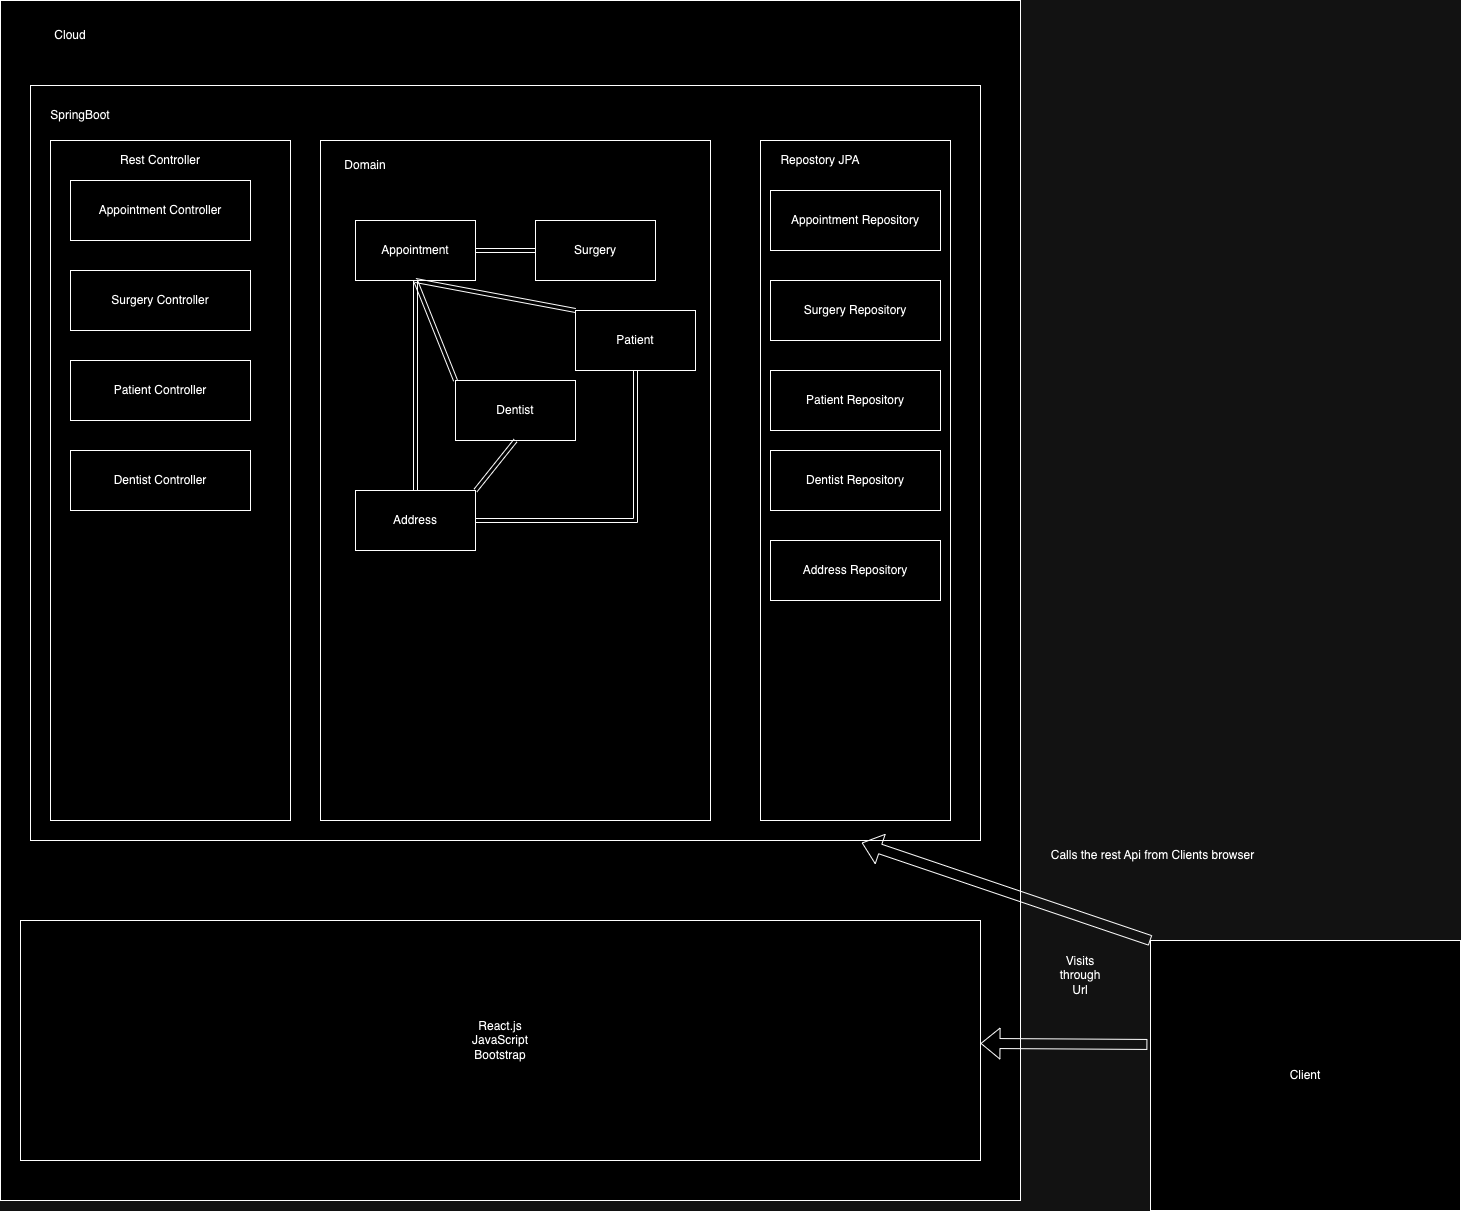 Cloud
SpringBoot
Rest Controller
Appointment Controller
Surgery Controller
Patient Controller
Dentist Controller
Domain
Appointment
Surgery
Patient
Dentist
Address
Repostory JPA
Appointment Repository
Surgery Repository
Patient Repository
Dentist Repository
Address Repository
Calls the rest Api from Clients browser
Visits
through
Url
React.js
JavaScript
Bootstrap
Client